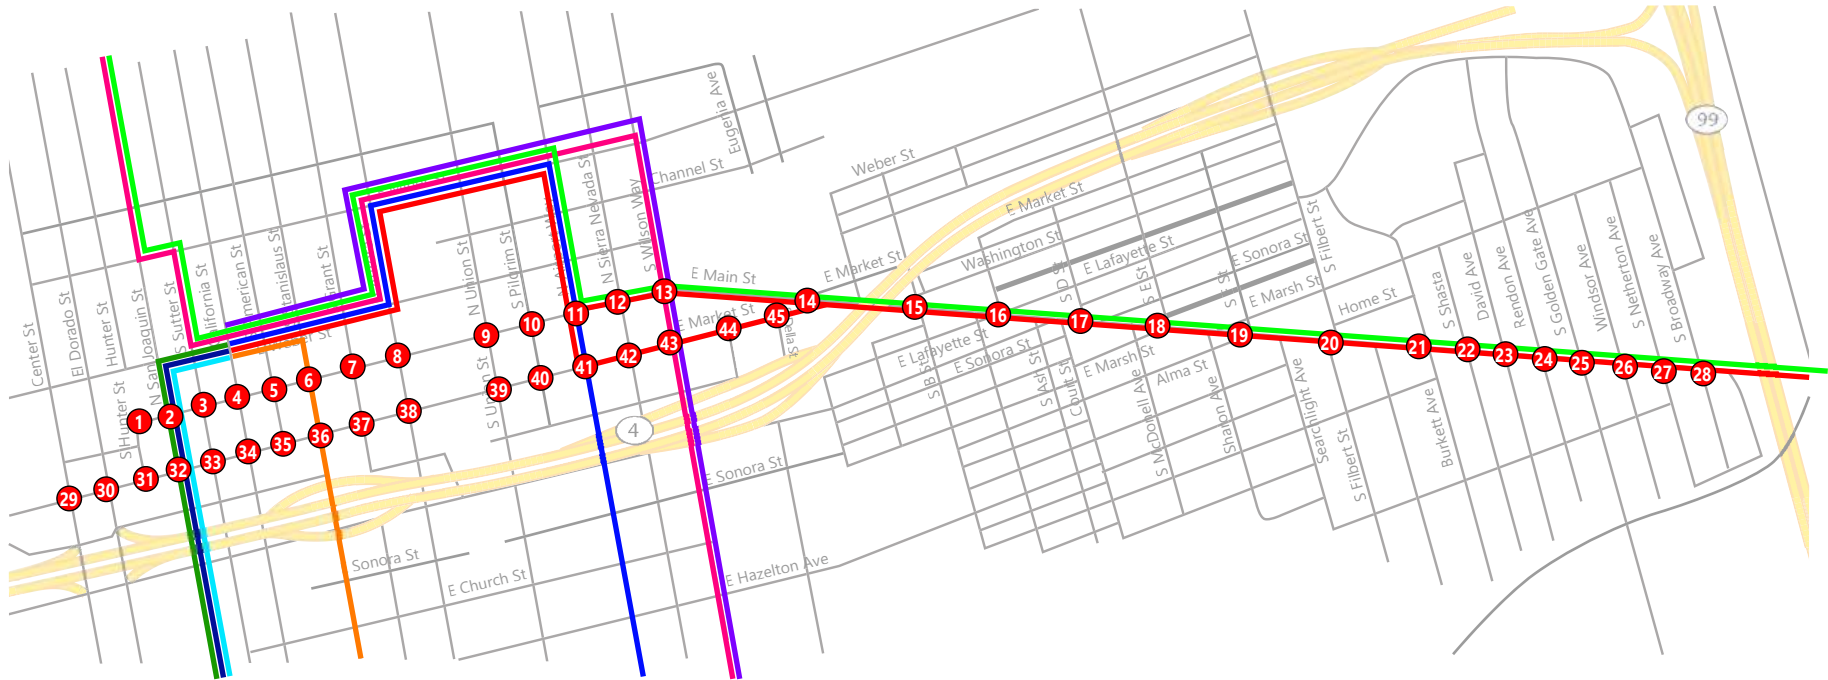 Eugenia Ave
Channel St
Weber St
E Market St
99
Center St
El Dorado St
Hunter St
N San Joaquin St
S Sutter St
S Hunter St
N Union St
S Pilgrim St
N Sierra Nevada St
S Wilson Way
E Main St
E Market St
E Market St
Washington St
E Lafayette St
E Sonora St
E Marsh St
S Filbert St
Home St
S D St
S E St
S Shasta
David Ave
Rendon Ave
S Golden Gate Ave
Windsor Ave
S Netherton Ave
S Broadway Ave
E Lafayette St
E Sonora St
E Marsh St
Alma St
S B St
S Ash St
Court St
S McDonell Ave
Sharon Ave
Searchlight Ave
S Filbert St
Burkett Ave
S Union St
4
E Sonora St
Sonora St
E Church St
E Hazelton Ave
1
2
3
4
5
6
7
8
9
10
11
12
13
14
15
16
17
18
19
20
21
22
23
24
25
26
27
28
29
30
31
32
33
34
35
36
37
38
39
40
41
42
43
44
45